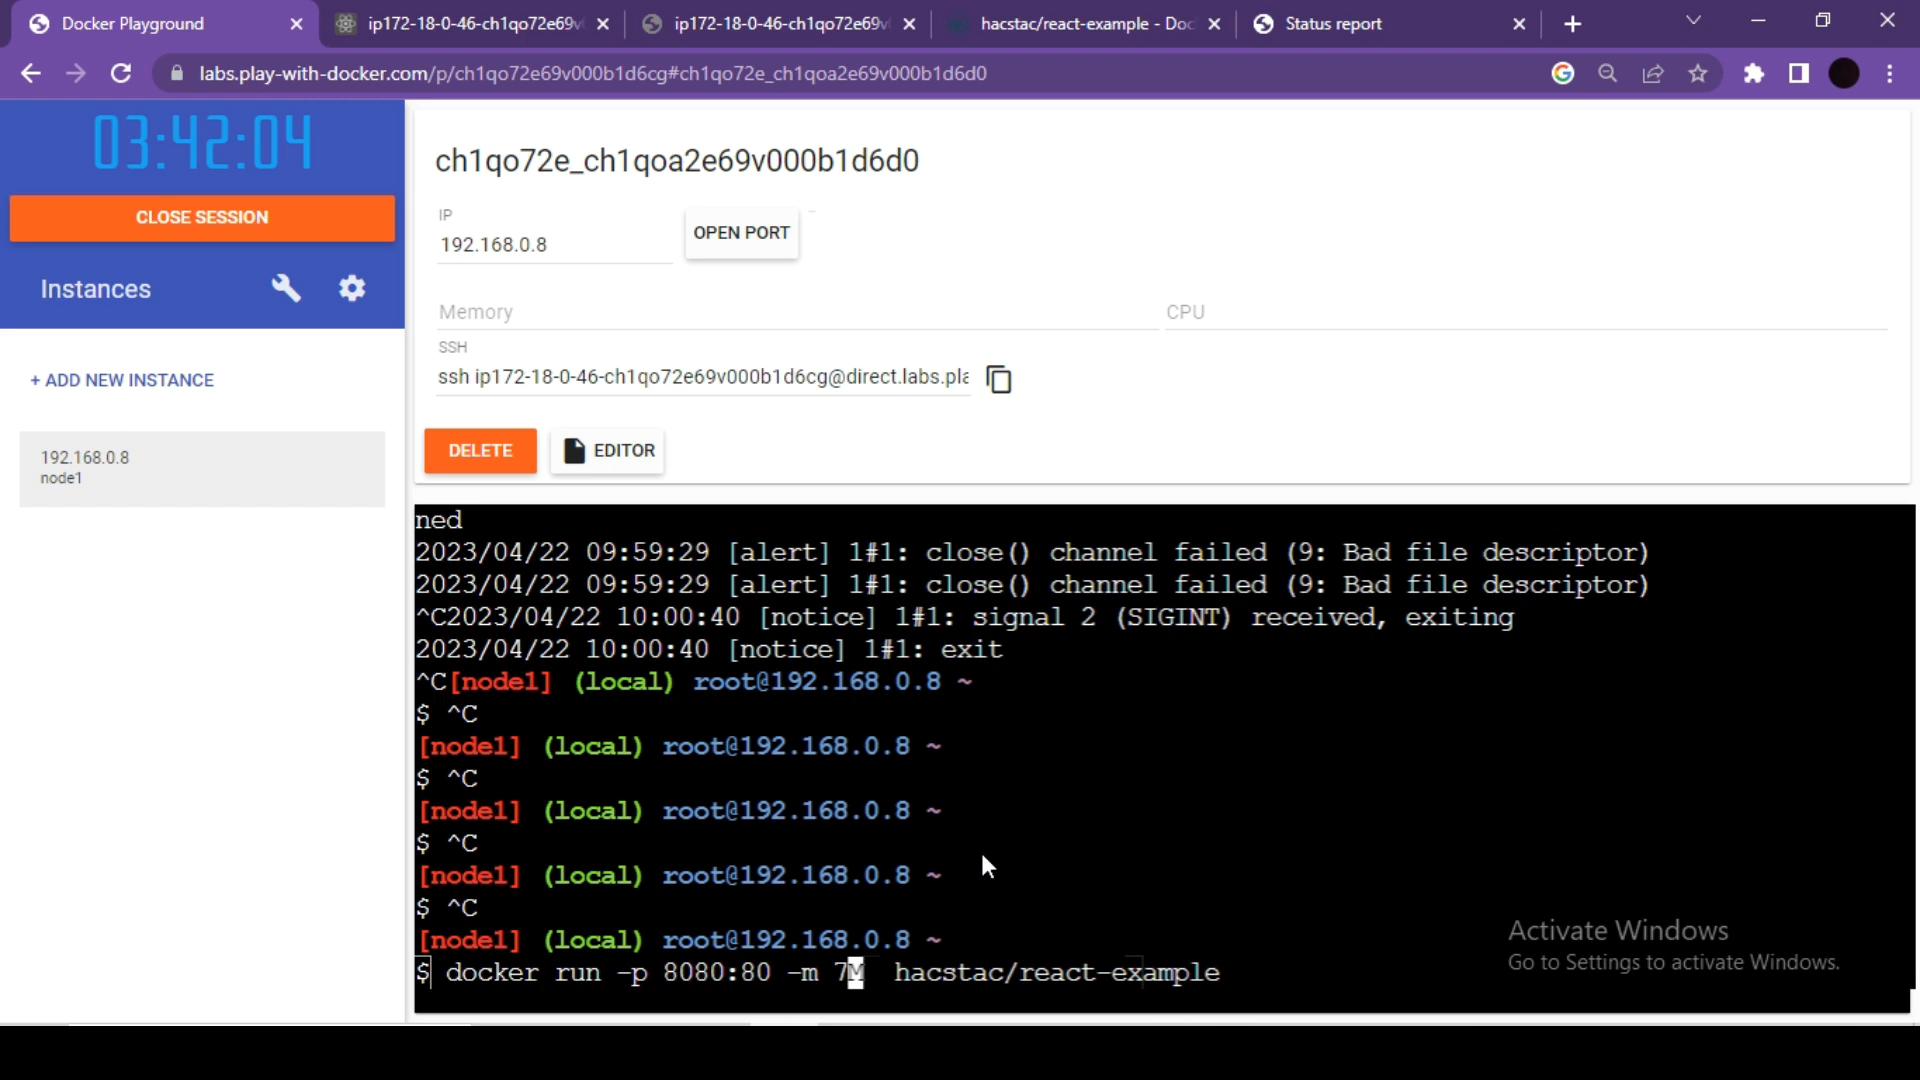 Docker Playground
ip172-18-0-46-ch1qo72e69v
ip172-18-0-46-ch1qo72e69v
hacstac/react-example - Doc
Status report
labs.play-with-docker.com/p/ch1qo72e69v000b1d6cg#ch1qo72e_ch1qoa2e69v000b1d6d0
03:42:04
CLOSE SESSION
Instances
+ ADD NEW INSTANCE
192.168.0.8
node1
ch1qo72e_ch1qoa2e69v000b1d6d0
IP
192.168.0.8
OPEN PORT
Memory
CPU
SSH
ssh ip172-18-0-46-ch1qo72e69v000b1d6cg@direct.labs.pla
DELETE
EDITOR
ned
2023/04/22 09:59:29 [alert] 1#1: close() channel failed (9: Bad file descriptor)
2023/04/22 09:59:29 [alert] 1#1: close() channel failed (9: Bad file descriptor)
^C2023/04/22 10:00:40 [notice] 1#1: signal 2 (SIGINT) received, exiting
2023/04/22 10:00:40 [notice] 1#1: exit
^C[node1] (local) root@192.168.0.8 ~
$ ^C
[node1] (local) root@192.168.0.8 ~
$ ^C
[node1] (local) root@192.168.0.8 ~
$ ^C
[node1] (local) root@192.168.0.8 ~
$ ^C
[node1] (local) root@192.168.0.8 ~
$ docker run -p 8080:80 -m 7M hacstac/react-example
Activate Windows
Go to Settings to activate Windows.